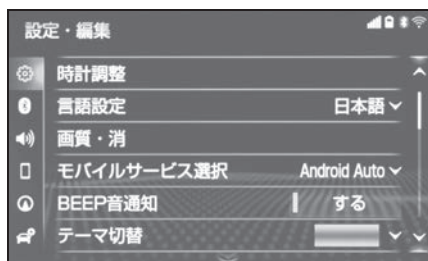 設定・編集
時計調整
言語設定 日本語
画質・消
モバイルサービス選択 Android Auto
BEEP音通知 する
テーマ切替